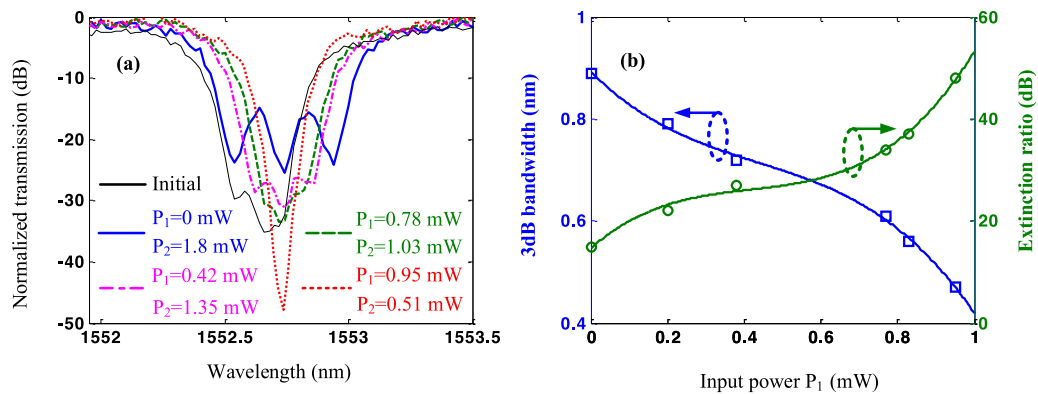 0
-10
-20
-30
-40
-50
Normalized transmission (dB)
(a)
Initial
P1=0 mW
P2=1.8 mW
P1=0.42 mW
P2=1.35 mW
P1=0.78 mW
P2=1.03 mW
P1=0.95 mW
P2=0.51 mW
1552
1552.5
1553
1553.5
Wavelength (nm)
1
0.8
0.6
0.4
3dB bandwidth (nm)
(b)
60
40
20
0
Extinction ratio (dB)
0
0.2
0.4
0.6
0.8
1
Input power P1 (mW)